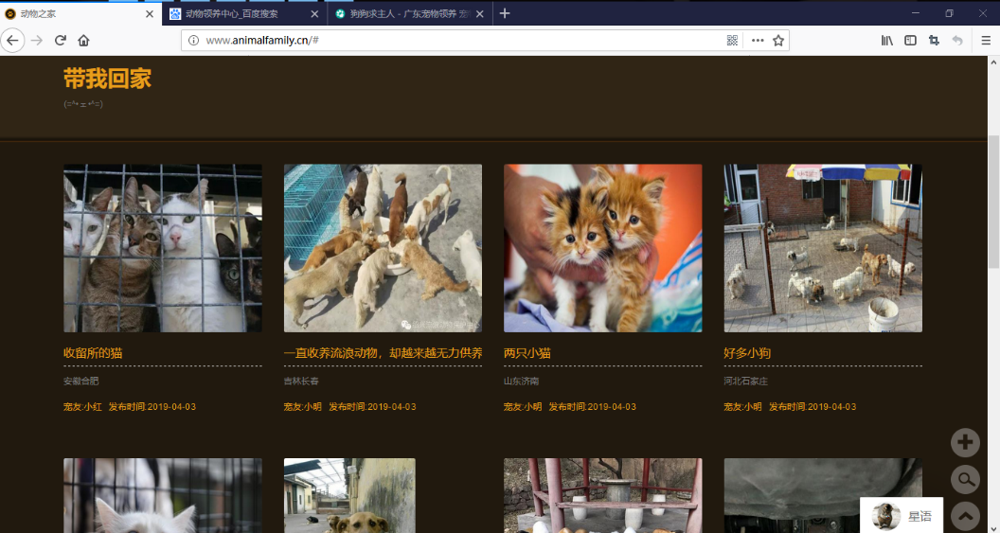 动物之家
动物领养中心_百度搜索
狗狗求主人 - 广东宠物领养
www.animalfamily.cn/#
带我回家
收留所的猫
一直收养流浪动物，却越来越无力供养
两只小猫
好多小狗
安徽合肥
吉林长春
山东济南
河北石家庄
宠友:小红 发布时间:2019-04-03
宠友:小明 发布时间:2019-04-03
宠友:小明 发布时间:2019-04-03
宠友:小明 发布时间:2019-04-03
星语